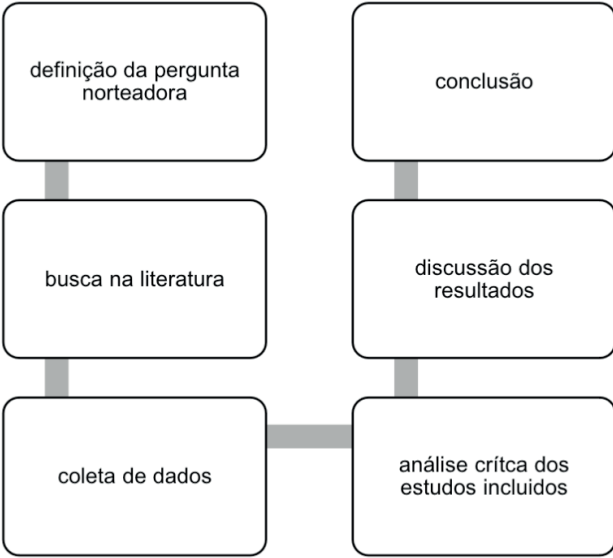 definição da pergunta
norteadora
busca na literatura
coleta de dados
análise crítca dos
estudos incluidos
discussão dos
resultados
conclusão